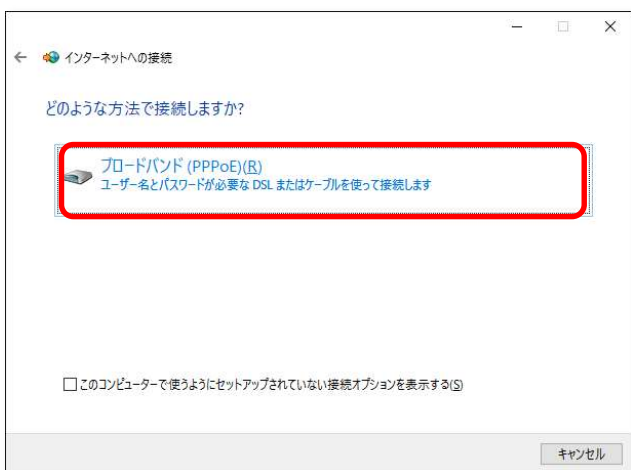 インターネットへの接続
どのような方法で接続しますか?
ブロードバンド (PPPoE)(R)
ユーザー名とパスワードが必要な DSL またはケーブルを使って接続します
このコンピューターで使うようにセットアップされていない接続オプションを表示する(S)
キャンセル